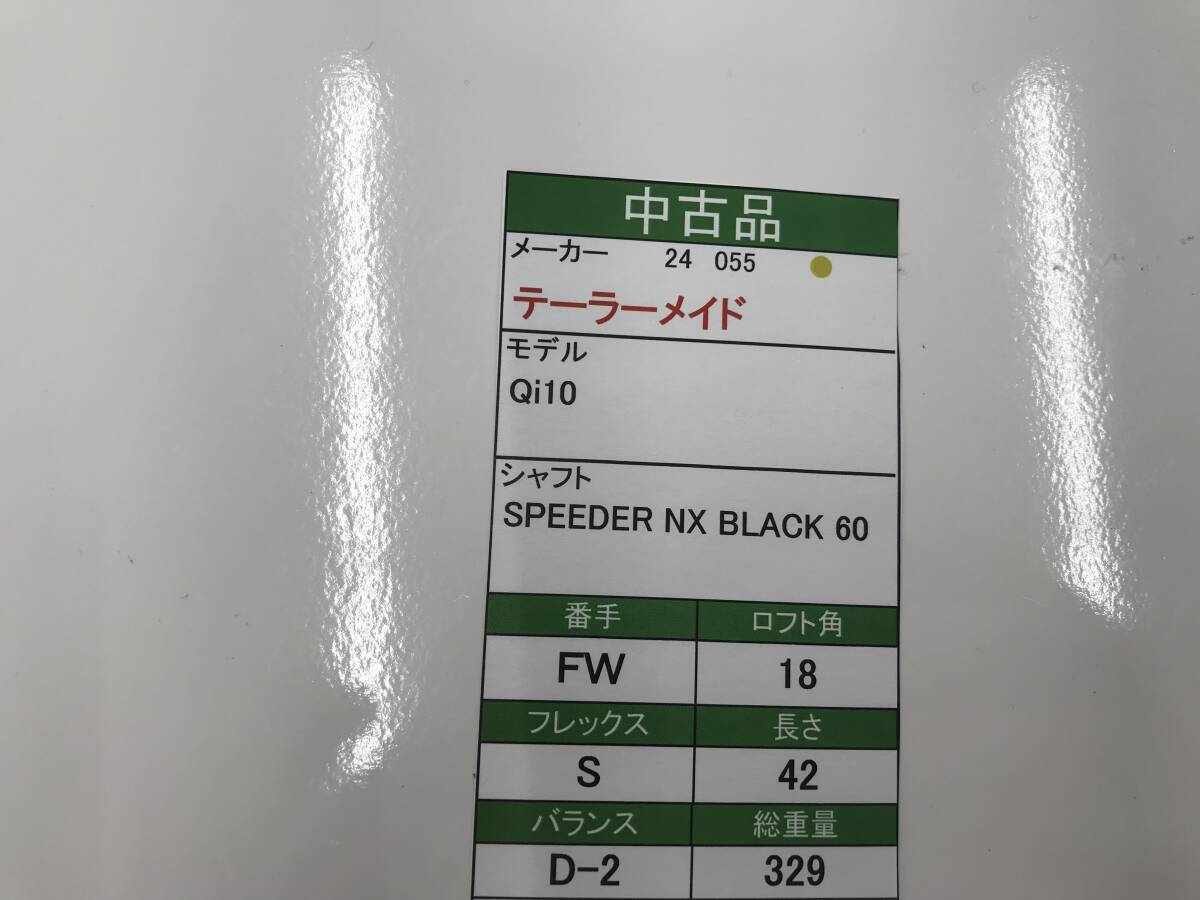 中古品
メーカー 24 055
テーラーメイド
モデル
Qi10
シャフト
SPEEDER NX BLACK 60
番手 ロフト角
FW 18
フレックス 長さ
S 42
バランス 総重量
D-2 329